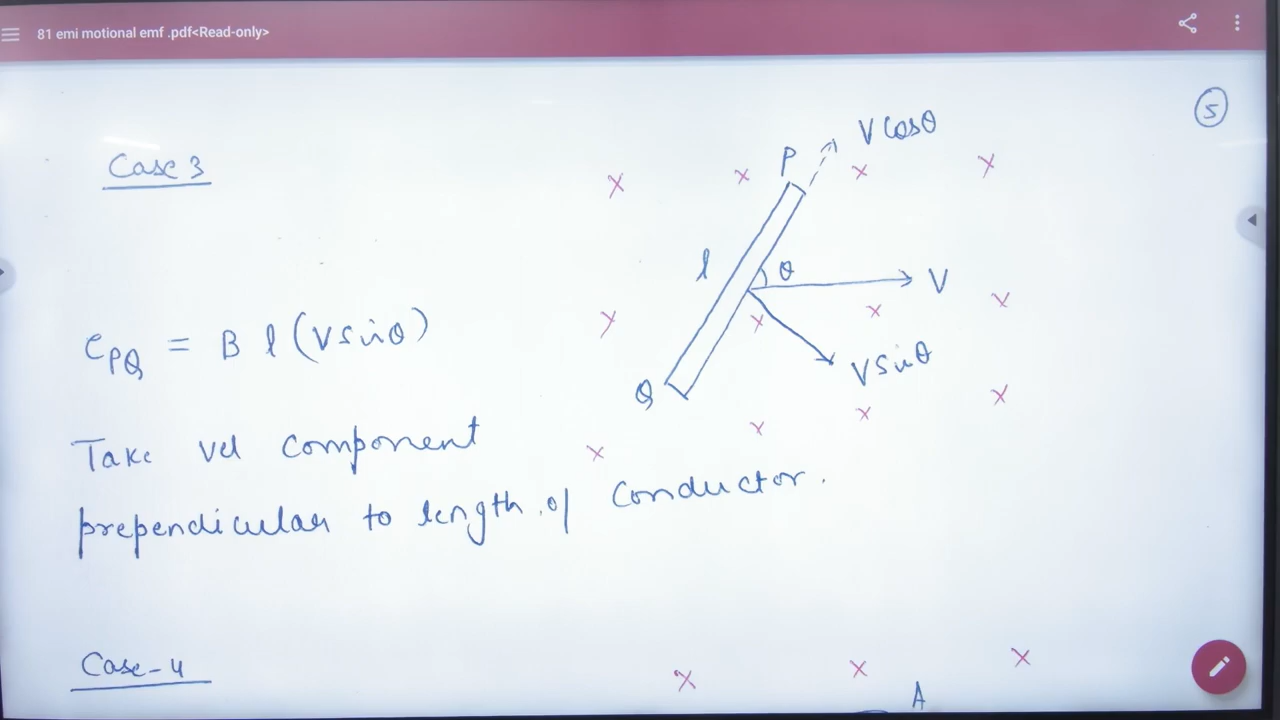 81 emi motional emf .pdf<Read-only>
5
Case 3
P
V Cosθ
l
θ
V
e_PQ = B l (V Sinθ)
V Sinθ
Q
Take vel component
prependicular to length of Conductor.
Case-4
A